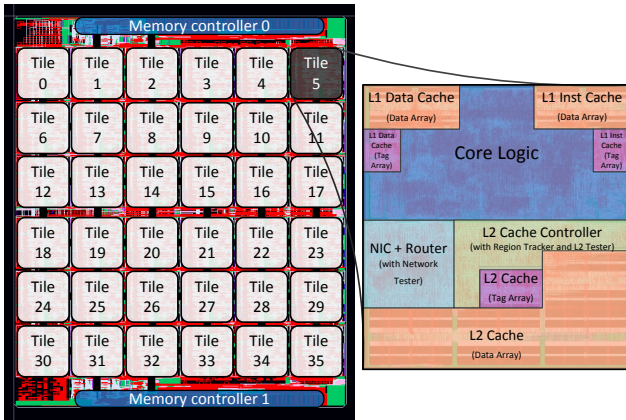 Memory controller 0
Tile Tile Tile Tile Tile Tile
0 1 2 3 4 5
Tile Tile Tile Tile Tile Tile
6 7 8 9 10 11
Tile Tile Tile Tile Tile Tile
12 13 14 15 16 17
Tile Tile Tile Tile Tile Tile
18 19 20 21 22 23
Tile Tile Tile Tile Tile Tile
24 25 26 27 28 29
Tile Tile Tile Tile Tile Tile
30 31 32 33 34 35
Memory controller 1
L1 Data Cache
(Data Array)
L1 Inst Cache
(Data Array)
L1 Data
Cache
(Tag
Array)
Core Logic
L1 Inst
Cache
(Tag
Array)
NIC + Router
(with Network
Tester)
L2 Cache Controller
(with Region Tracker and L2 Tester)
L2 Cache
(Tag Array)
L2 Cache
(Data Array)